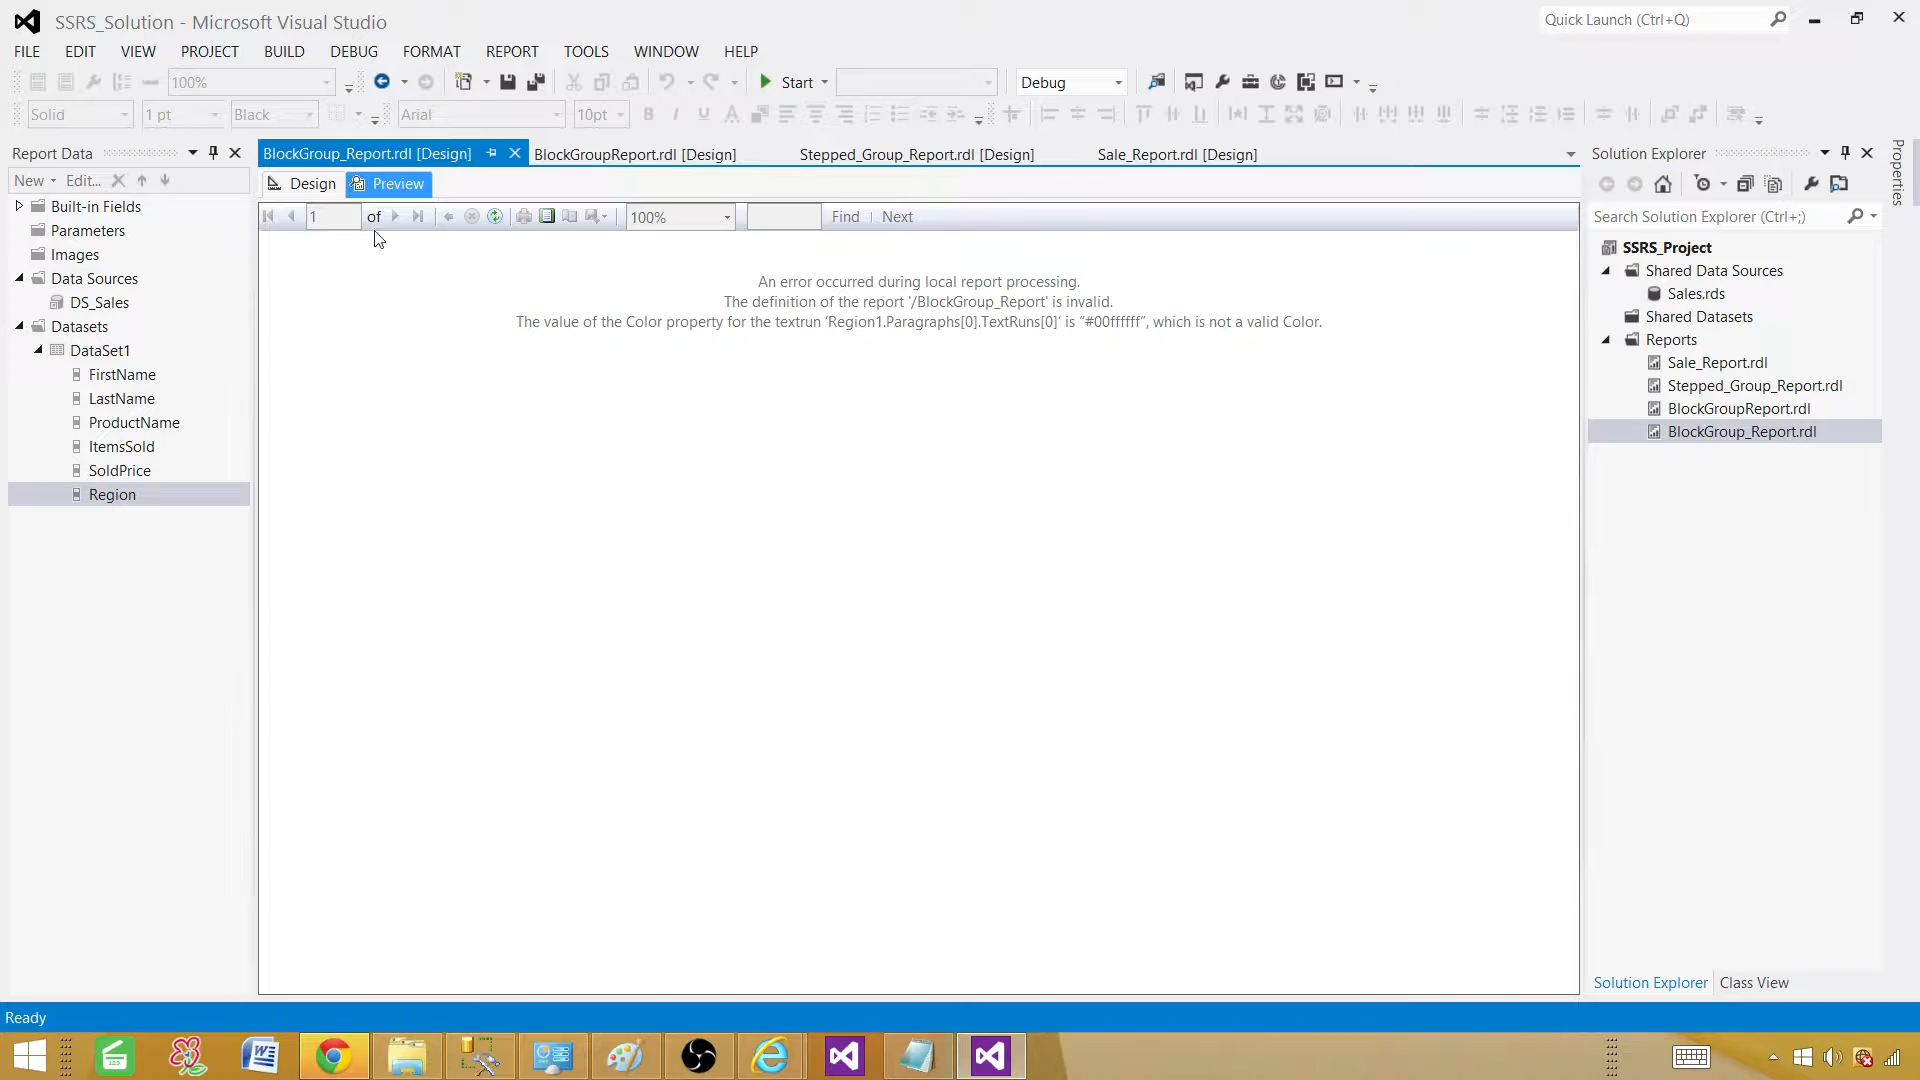 SSRS_Solution - Microsoft Visual Studio
Quick Launch (Ctrl+Q)
FILE EDIT VIEW PROJECT BUILD DEBUG FORMAT REPORT TOOLS WINDOW HELP
100% Start Debug
Solid 1 pt Black Arial 10pt B I U A
Report Data
BlockGroup_Report.rdl [Design] BlockGroupReport.rdl [Design] Stepped_Group_Report.rdl [Design] Sale_Report.rdl [Design]
Solution Explorer
Properties
New Edit...
Design Preview
1 of 100% Find Next
Search Solution Explorer (Ctrl+;)
Built-in Fields
Parameters
Images
Data Sources
DS_Sales
Datasets
DataSet1
FirstName
LastName
ProductName
ItemsSold
SoldPrice
Region
An error occurred during local report processing.
The definition of the report '/BlockGroup_Report' is invalid.
The value of the Color property for the textrun 'Region1.Paragraphs[0].TextRuns[0]' is "#00ffffff", which is not a valid Color.
SSRS_Project
Shared Data Sources
Sales.rds
Shared Datasets
Reports
Sale_Report.rdl
Stepped_Group_Report.rdl
BlockGroupReport.rdl
BlockGroup_Report.rdl
Solution Explorer Class View
Ready